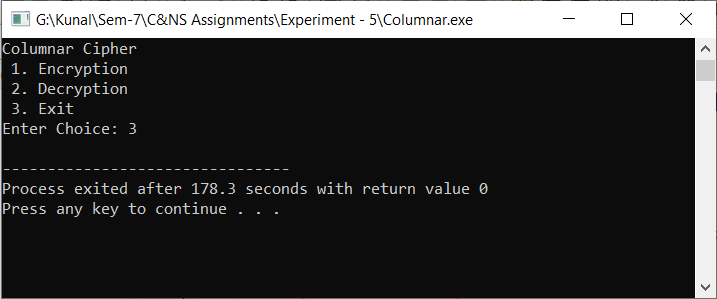 G:\Kunal\Sem-7\C&NS Assignments\Experiment - 5\Columnar.exe
Columnar Cipher
 1. Encryption
 2. Decryption
 3. Exit
Enter Choice: 3
--------------------------------
Process exited after 178.3 seconds with return value 0
Press any key to continue . . .